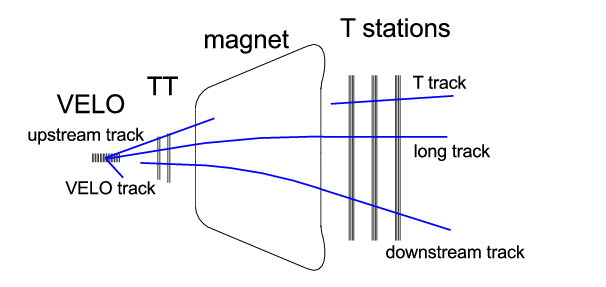 T stations
magnet
TT
T track
VELO
upstream track
long track
VELO track
downstream track